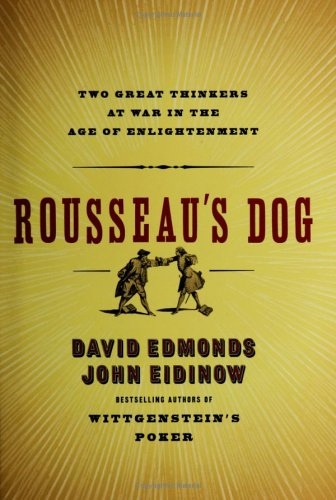 TWO GREAT THINKERS
AT WAR IN THE
AGE OF ENLIGHTENMENT
ROUSSEAU'S DOG
DAVID EDMONDS
JOHN EIDINOW
BESTSELLING AUTHORS OF
WITTGENSTEIN'S
POKER